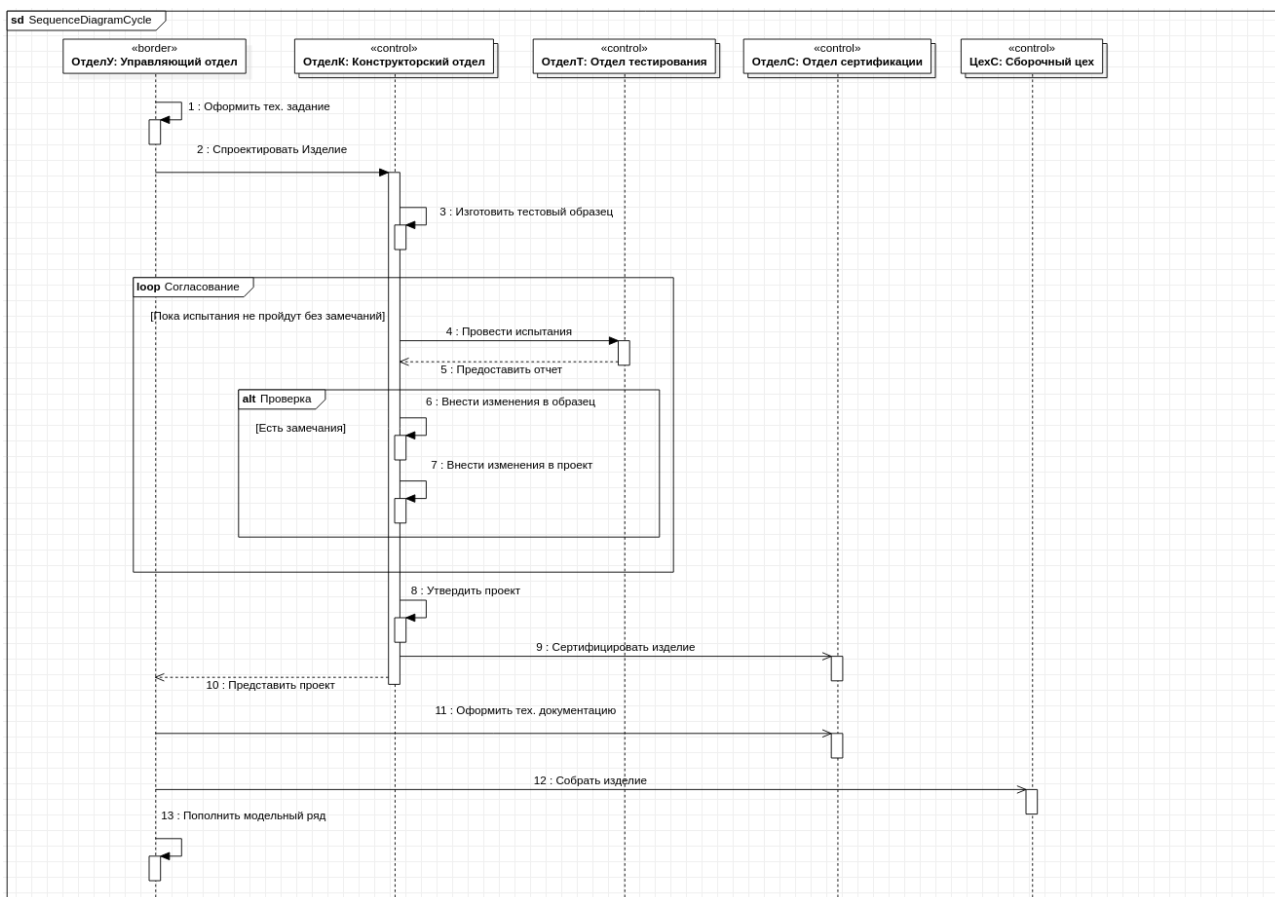 sd SequenceDiagramCycle
«border»
ОтделУ: Управляющий отдел
«control»
ОтделК: Конструкторский отдел
«control»
ОтделТ: Отдел тестирования
«control»
ОтделС: Отдел сертификации
«control»
ЦехС: Сборочный цех
1 : Оформить тех. задание
2 : Спроектировать Изделие
3 : Изготовить тестовый образец
loop Согласование
[Пока испытания не пройдут без замечаний]
4 : Провести испытания
5 : Предоставить отчет
alt Проверка
6 : Внести изменения в образец
[Есть замечания]
7 : Внести изменения в проект
8 : Утвердить проект
9 : Сертифицировать изделие
10 : Представить проект
11 : Оформить тех. документацию
12 : Собрать изделие
13 : Пополнить модельный ряд